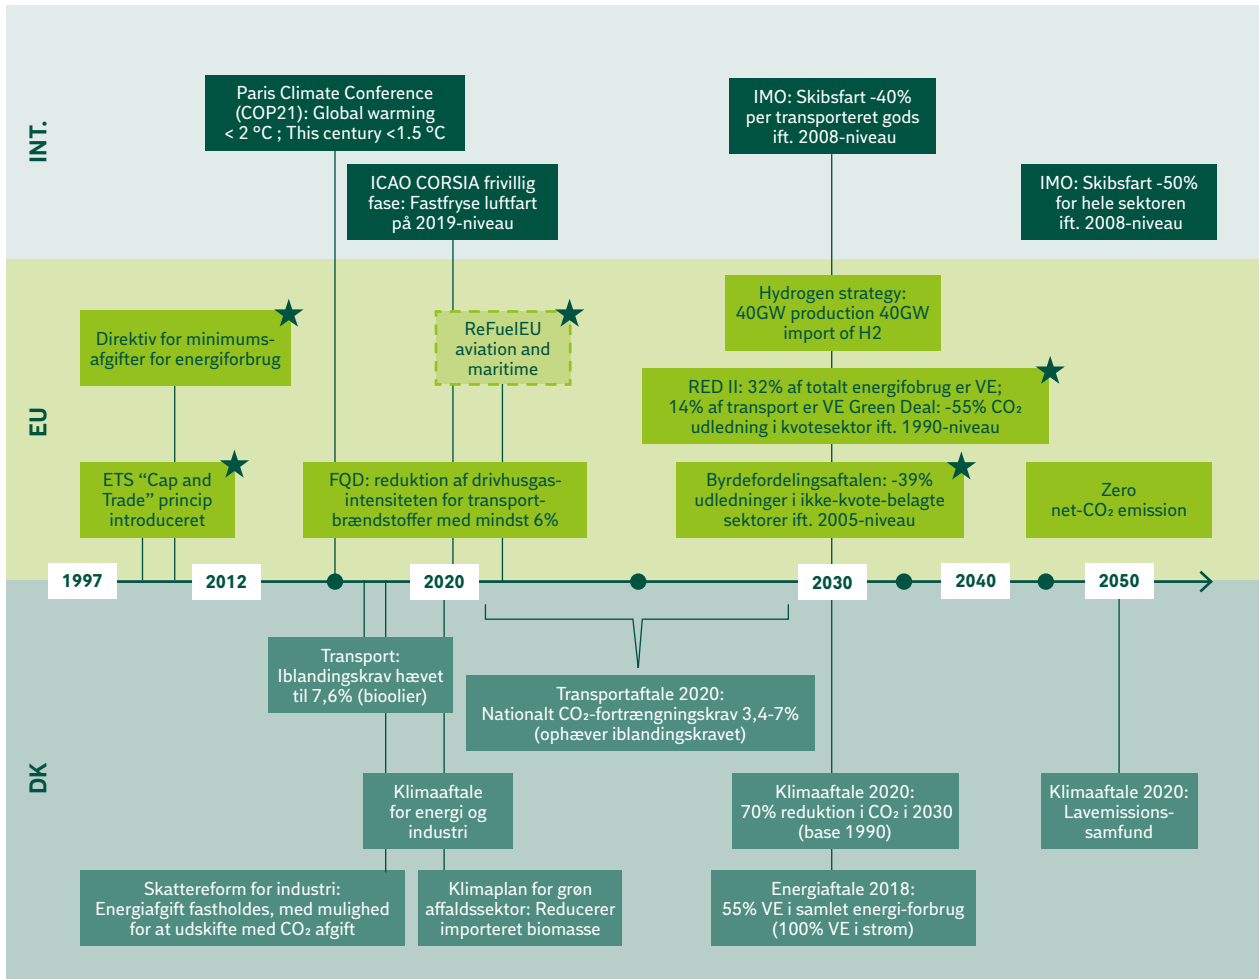 INT.
Paris Climate Conference
(COP21): Global warming
< 2 °C ; This century <1.5 °C
ICAO CORSIA frivillig
fase: Fastfryse luftfart
på 2019-niveau
IMO: Skibsfart -40%
per transporteret gods
ift. 2008-niveau
IMO: Skibsfart -50%
for hele sektoren
ift. 2008-niveau
EU
Direktiv for minimums-
afgifter for energiforbrug
ReFuelEU
aviation and
maritime
Hydrogen strategy:
40GW production 40GW
import of H2
RED II: 32% af totalt energifobrug er VE;
14% af transport er VE Green Deal: -55% CO₂
udledning i kvotesektor ift. 1990-niveau
ETS “Cap and
Trade” princip
introduceret
FQD: reduktion af drivhusgas-
intensiteten for transport-
brændstoffer med mindst 6%
Byrdefordelingsaftalen: -39%
udledninger i ikke-kvote-belagte
sektorer ift. 2005-niveau
Zero
net-CO₂ emission
1997
2012
2020
2030
2040
2050
DK
Transport:
Iblandingskrav hævet
til 7,6% (bioolier)
Transportaftale 2020:
Nationalt CO₂-fortrængningskrav 3,4-7%
(ophæver iblandingskravet)
Klimaaftale
for energi og
industri
Klimaaftale 2020:
70% reduktion i CO₂ i 2030
(base 1990)
Klimaaftale 2020:
Lavemissions-
samfund
Skattereform for industri:
Energiafgift fastholdes, med mulighed
for at udskifte med CO₂ afgift
Klimaplan for grøn
affaldssektor: Reducerer
importeret biomasse
Energiaftale 2018:
55% VE i samlet energi-forbrug
(100% VE i strøm)